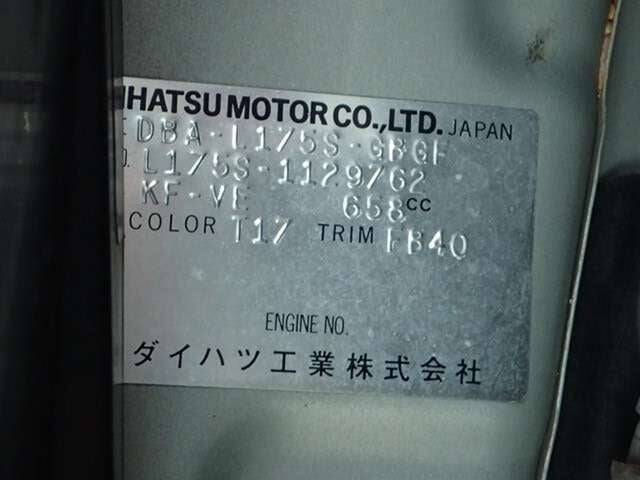 IHATSU MOTOR CO.,LTD. JAPAN
DBA-L175S-GBGF
L175S-1129762
KF-VE 658CC
COLOR T17 TRIM FB40
ENGINE NO.
ダイハツ工業株式会社